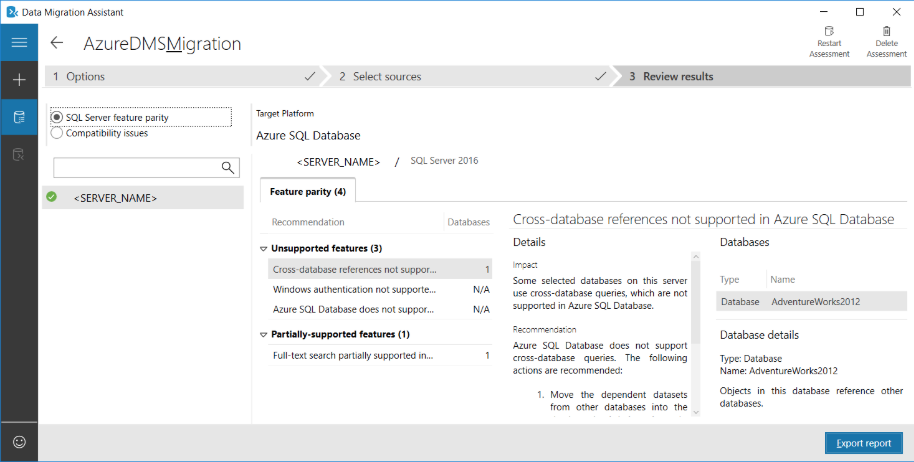 Data Migration Assistant
AzureDMSMigration
Restart
Assessment
Delete
Assessment
1 Options
2 Select sources
3 Review results
SQL Server feature parity
Compatibility issues
<SERVER_NAME>
Target Platform
Azure SQL Database
<SERVER_NAME> / SQL Server 2016
Feature parity (4)
Recommendation Databases
Unsupported features (3)
Cross-database references not suppor... 1
Windows authentication not supporte... N/A
Azure SQL Database does not suppor... N/A
Partially-supported features (1)
Full-text search partially supported in... 1
Cross-database references not supported in Azure SQL Database
Details
Impact
Some selected databases on this server
use cross-database queries, which are not
supported in Azure SQL Database.
Recommendation
Azure SQL Database does not support
cross-database queries. The following
actions are recommended:
1. Move the dependent datasets
from other databases into the
Databases
Type Name
Database AdventureWorks2012
Database details
Type: Database
Name: AdventureWorks2012
Objects in this database reference other
databases.
Export report